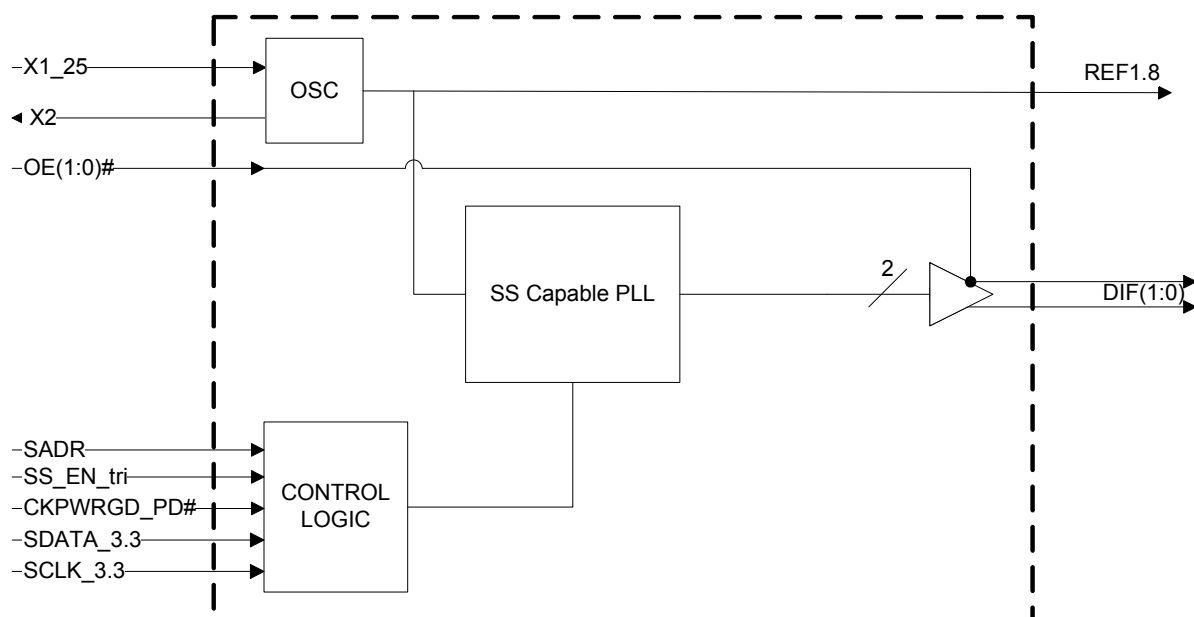 X1_25
OSC
REF1.8
X2
OE(1:0)#
2
SS Capable PLL
DIF(1:0)
SADR
SS_EN_tri
CKPWRGD_PD#
CONTROL
LOGIC
SDATA_3.3
SCLK_3.3